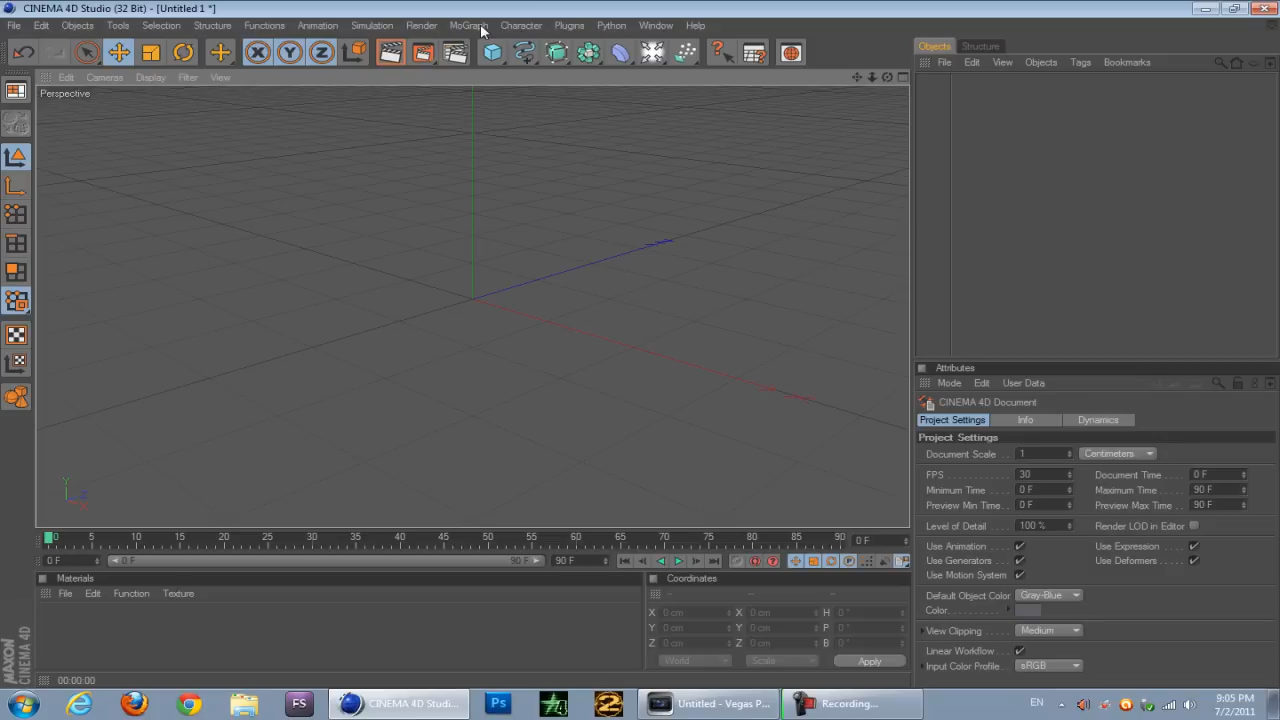 CINEMA 4D Studio (32 Bit) - [Untitled 1 *]
File Edit Objects Tools Selection Structure Functions Animation Simulation Render MoGraph Character Plugins Python Window Help
Objects Structure
File Edit View Objects Tags Bookmarks
Edit Cameras Display Filter View
Perspective
Y
Z
X
Attributes
Mode Edit User Data
CINEMA 4D Document
Project Settings Info Dynamics
Project Settings
Document Scale 1 Centimeters
FPS 30 Document Time 0 F
Minimum Time 0 F Maximum Time 90 F
Preview Min Time 0 F Preview Max Time 90 F
Level of Detail 100 % Render LOD in Editor
Use Animation Use Expression
Use Generators Use Deformers
Use Motion System
Default Object Color Gray-Blue
Color
View Clipping Medium
Linear Workflow
Input Color Profile sRGB
0 5 10 15 20 25 30 35 40 45 50 55 60 65 70 75 80 85 90 0 F
0 F 0 F 90 F 90 F
Materials
File Edit Function Texture
Coordinates
-- -- --
X 0 cm X 0 cm H 0 °
Y 0 cm Y 0 cm P 0 °
Z 0 cm Z 0 cm B 0 °
World Scale Apply
MAXON
CINEMA 4D
00:00:00
FS CINEMA 4D Studi... Ps 2 Untitled - Vegas P... Recording...
EN
9:05 PM
7/2/2011